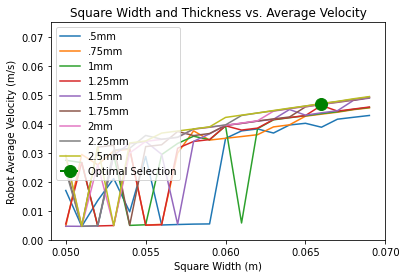 Square Width and Thickness vs. Average Velocity
Robot Average Velocity (m/s)
0.07
0.06
0.05
0.04
0.03
0.02
0.01
0.00
.5mm
.75mm
1mm
1.25mm
1.5mm
1.75mm
2mm
2.25mm
2.5mm
Optimal Selection
0.050
0.055
0.060
0.065
0.070
Square Width (m)